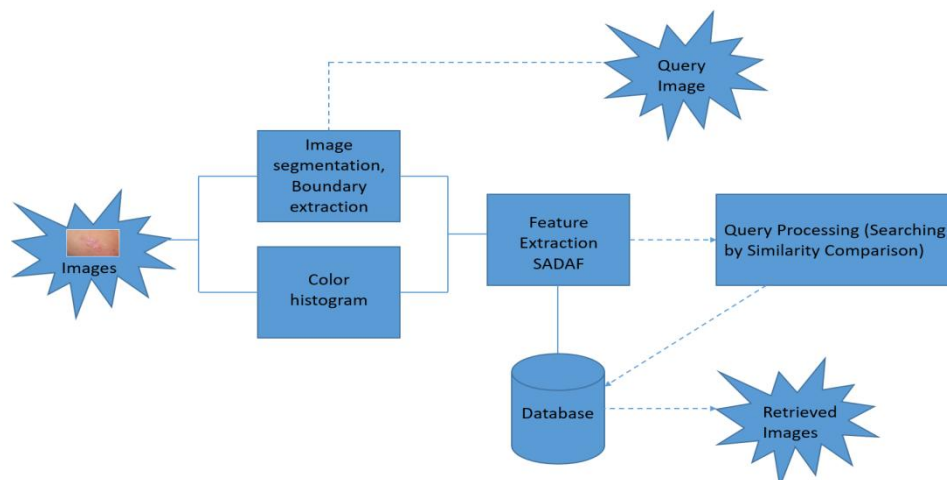 Query
Image
Image
segmentation,
Boundary
extraction
Images
Color
histogram
Feature
Extraction
SADAF
Query Processing (Searching
by Similarity Comparison)
Database
Retrieved
Images